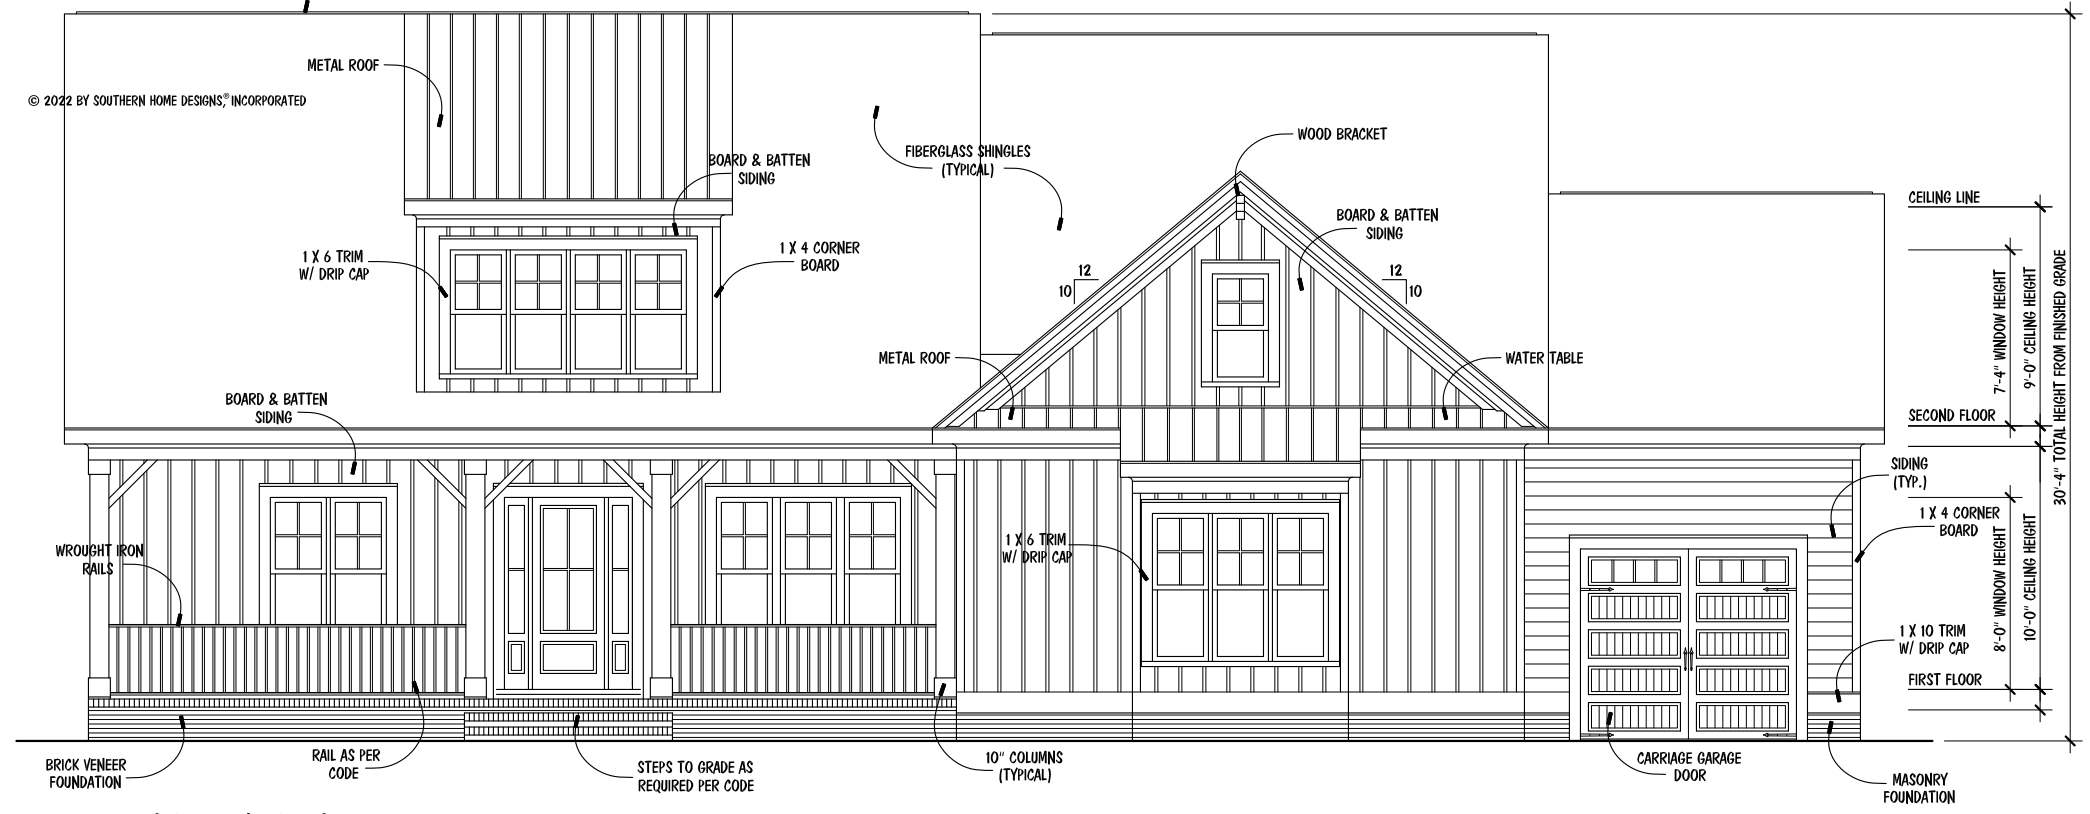 METAL ROOF
© 2022 BY SOUTHERN HOME DESIGNS,® INCORPORATED
BOARD & BATTEN
SIDING
FIBERGLASS SHINGLES
(TYPICAL)
WOOD BRACKET
1 X 6 TRIM
W/ DRIP CAP
1 X 4 CORNER
BOARD
BOARD & BATTEN
SIDING
12
10
12
10
CEILING LINE
7'-4" WINDOW HEIGHT
9'-0" CEILING HEIGHT
30'-4" TOTAL HEIGHT FROM FINISHED GRADE
METAL ROOF
WATER TABLE
BOARD & BATTEN
SIDING
SECOND FLOOR
SIDING
(TYP.)
1 X 4 CORNER
BOARD
WROUGHT IRON
RAILS
1 X 6 TRIM
W/ DRIP CAP
8'-0" WINDOW HEIGHT
10'-0" CEILING HEIGHT
1 X 10 TRIM
W/ DRIP CAP
FIRST FLOOR
BRICK VENEER
FOUNDATION
RAIL AS PER
CODE
STEPS TO GRADE AS
REQUIRED PER CODE
10" COLUMNS
(TYPICAL)
CARRIAGE GARAGE
DOOR
MASONRY
FOUNDATION